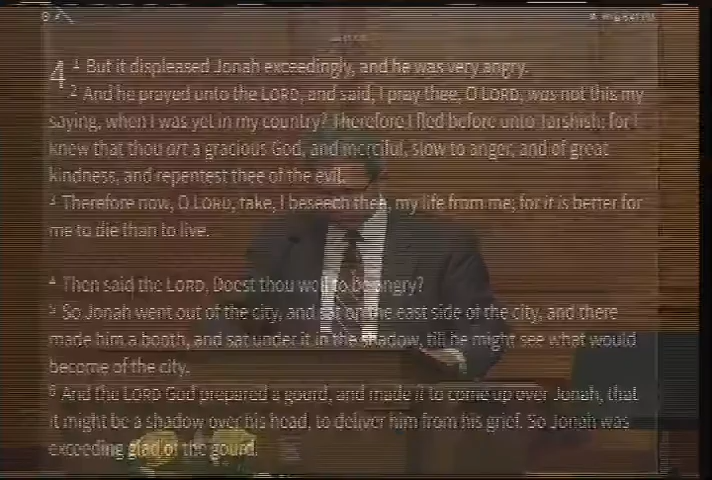 4 1 But it displeased Jonah exceedingly, and he was very angry.
2 And he prayed unto the LORD, and said, I pray thee, O LORD, was not this my
saying, when I was yet in my country? Therefore I fled before unto Tarshish: for I
knew that thou art a gracious God, and merciful, slow to anger, and of great
kindness, and repentest thee of the evil.
3 Therefore now, O LORD, take, I beseech thee, my life from me; for it is better for
me to die than to live.
4 Then said the LORD, Doest thou well to be angry?
5 So Jonah went out of the city, and sat on the east side of the city, and there
made him a booth, and sat under it in the shadow, till he might see what would
become of the city.
6 And the LORD God prepared a gourd, and made it to come up over Jonah, that
it might be a shadow over his head, to deliver him from his grief. So Jonah was
exceeding glad of the gourd.